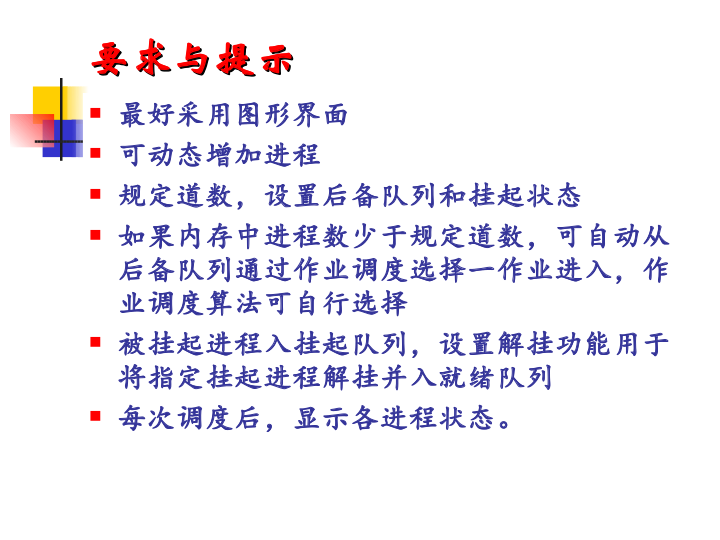 要求与提示
最好采用图形界面
可动态增加进程
规定道数，设置后备队列和挂起状态
如果内存中进程数少于规定道数，可自动从
后备队列通过作业调度选择一作业进入，作
业调度算法可自行选择
被挂起进程入挂起队列，设置解挂功能用于
将指定挂起进程解挂并入就绪队列
每次调度后，显示各进程状态。